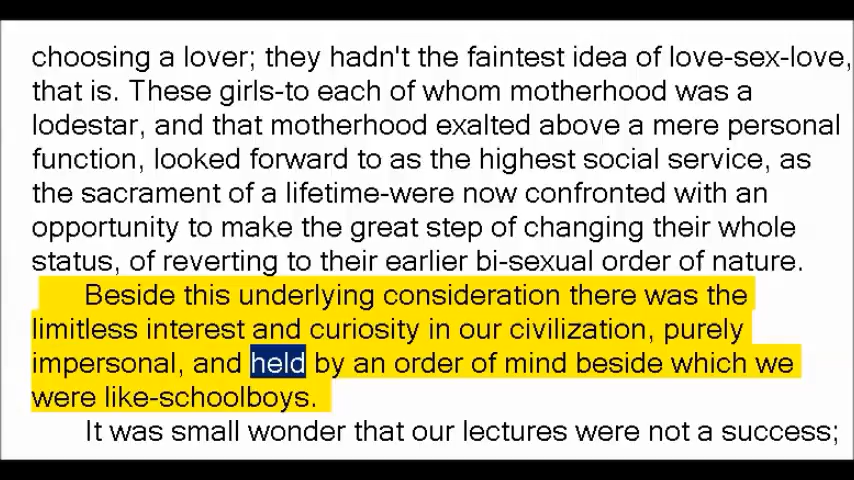 choosing a lover; they hadn't the faintest idea of love-sex-love,
that is. These girls-to each of whom motherhood was a
lodestar, and that motherhood exalted above a mere personal
function, looked forward to as the highest social service, as
the sacrament of a lifetime-were now confronted with an
opportunity to make the great step of changing their whole
status, of reverting to their earlier bi-sexual order of nature.
Beside this underlying consideration there was the
limitless interest and curiosity in our civilization, purely
impersonal, and held by an order of mind beside which we
were like-schoolboys.
It was small wonder that our lectures were not a success;